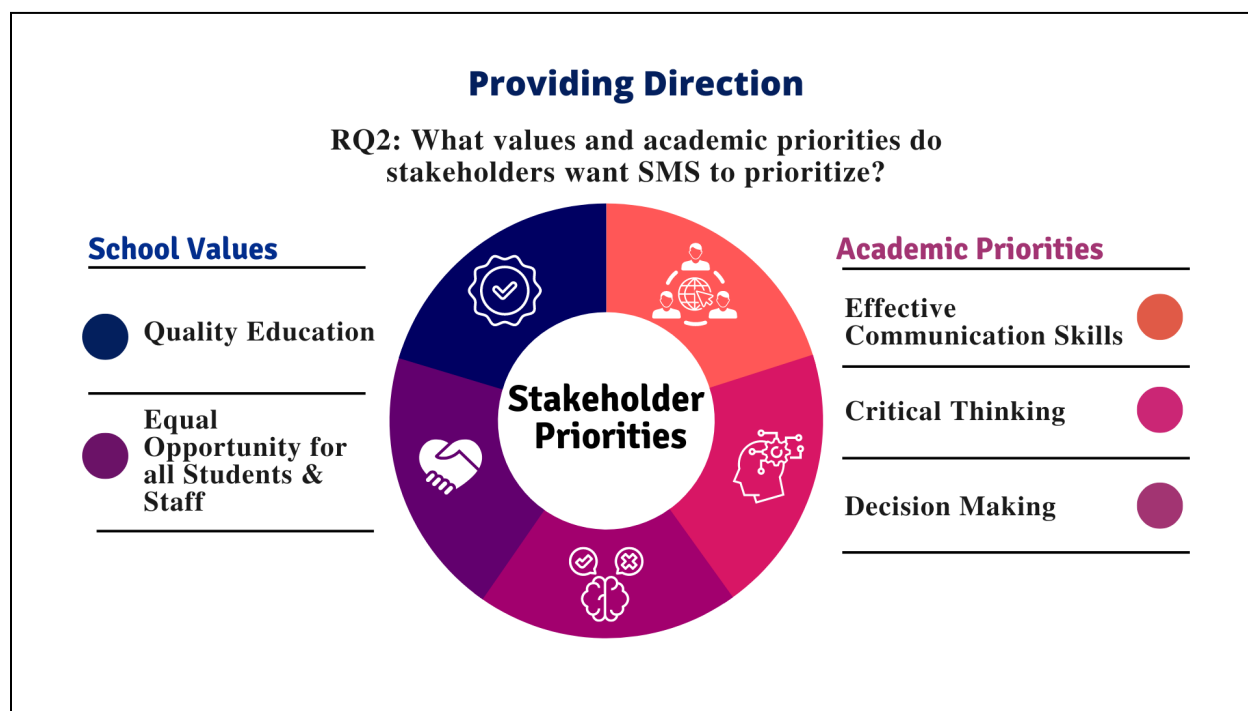 Providing Direction
RQ2: What values and academic priorities do
stakeholders want SMS to prioritize?
School Values
Quality Education
Equal
Opportunity for
all Students &
Staff
Stakeholder
Priorities
Academic Priorities
Effective
Communication Skills
Critical Thinking
Decision Making